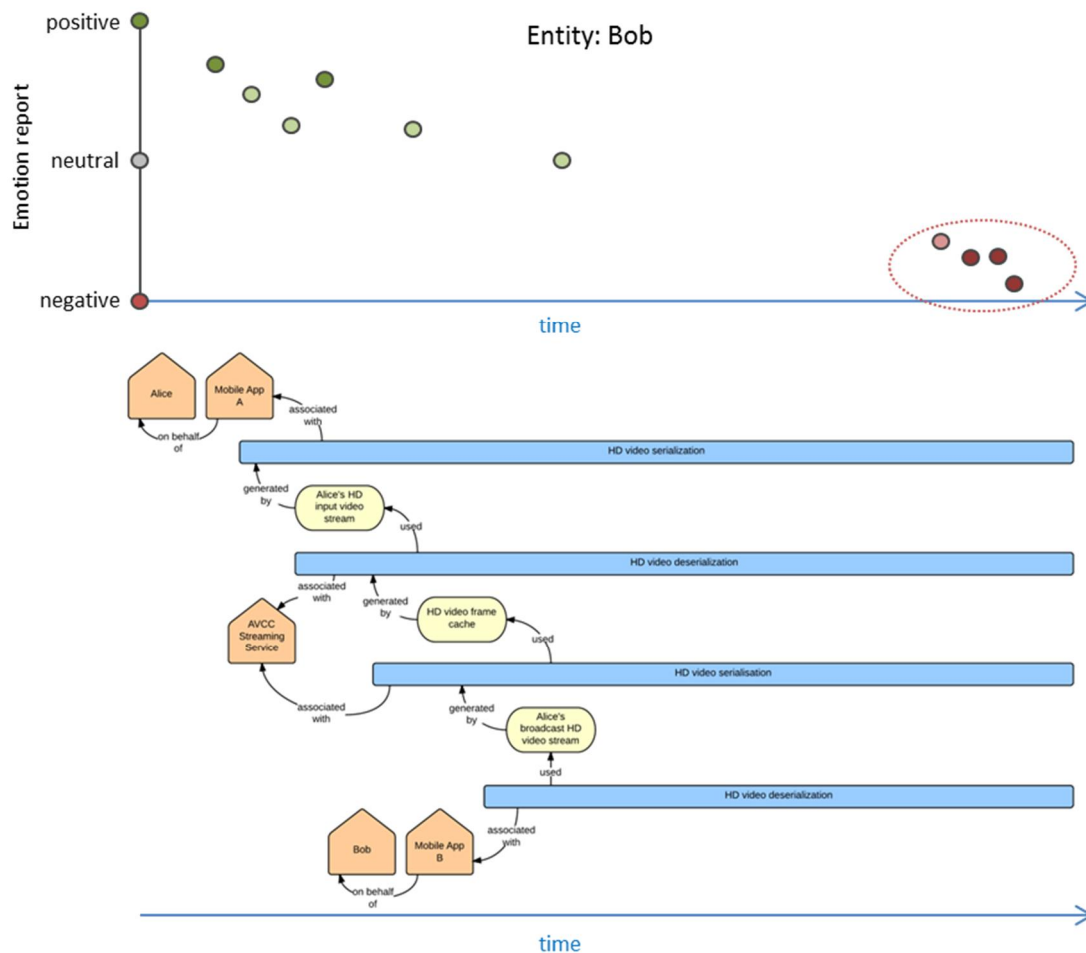 positive
Entity: Bob
Emotion report
neutral
negative
time
Alice
Mobile App
A
associated
with
on behalf
of
HD video serialization
generated
by
Alice's HD
input video
stream
used
HD video deserialization
associated
with
generated
by
HD video frame
cache
AVCC
Streaming
Service
used
HD video serialisation
associated
with
generated
by
Alice's
broadcast HD
video stream
used
HD video deserialization
associated
with
Bob
Mobile App
B
on behalf
of
time